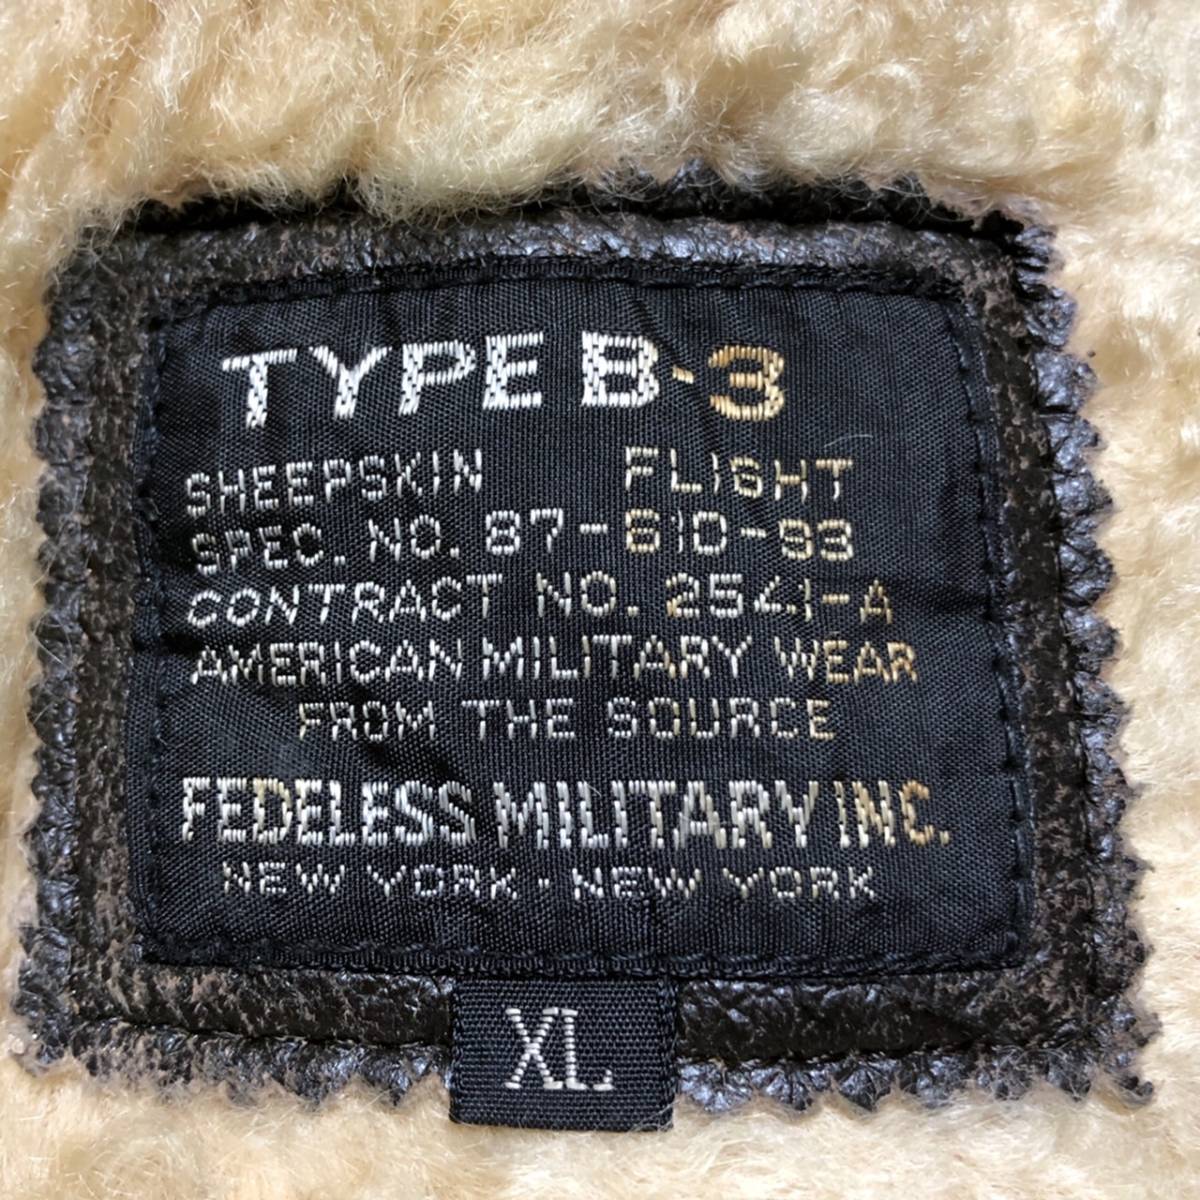 TYPE B-3
SHEEPSKIN FLIGHT
SPEC. NO. 87-610-93
CONTRACT NO. 2541-A
AMERICAN MILITARY WEAR
FROM THE SOURCE
FEDELESS MILITARY INC.
NEW YORK · NEW YORK
XL